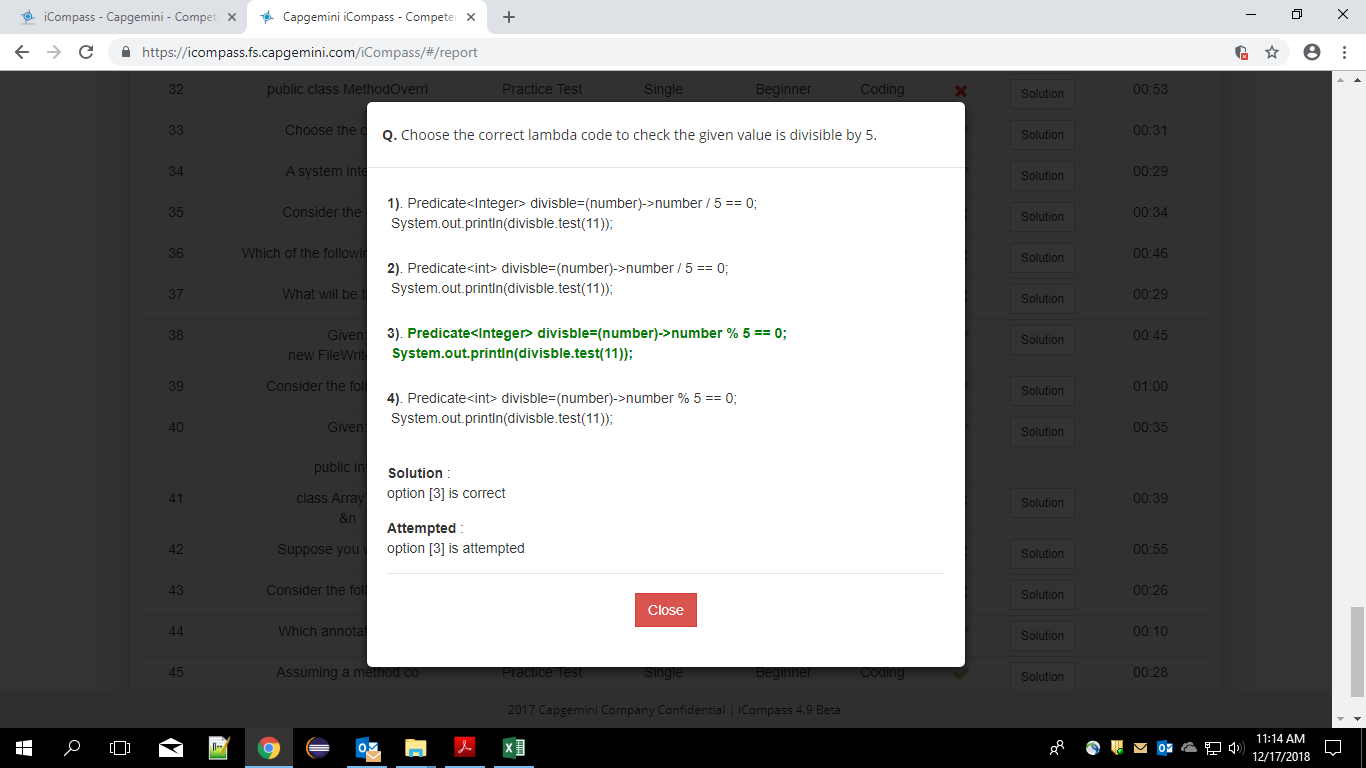 iCompass - Capgemini - Compet
Capgemini iCompass - Competen
https://icompass.fs.capgemini.com/iCompass/#/report
32 public class MethodOverri Practice Test Single Beginner Coding Solution 00:53
33 Choose the c Solution 00:31
34 A system inte Solution 00:29
35 Consider the Solution 00:34
36 Which of the followin Solution 00:46
37 What will be t Solution 00:29
38 Given: Solution 00:45
new FileWrite
39 Consider the foll Solution 01:00
40 Given: Solution 00:35
public int
41 class Array Solution 00:39
&n
42 Suppose you Solution 00:55
43 Consider the foll Solution 00:26
44 Which annotat Solution 00:10
45 Assuming a method co Practice Test Single Beginner Coding Solution 00:28
Q. Choose the correct lambda code to check the given value is divisible by 5.
1). Predicate<Integer> divisble=(number)->number / 5 == 0;
System.out.println(divisble.test(11));
2). Predicate<int> divisble=(number)->number / 5 == 0;
System.out.println(divisble.test(11));
3). Predicate<Integer> divisble=(number)->number % 5 == 0;
System.out.println(divisble.test(11));
4). Predicate<int> divisble=(number)->number % 5 == 0;
System.out.println(divisble.test(11));
Solution :
option [3] is correct
Attempted :
option [3] is attempted
Close
2017 Capgemini Company Confidential | iCompass 4.9 Beta
11:14 AM
12/17/2018